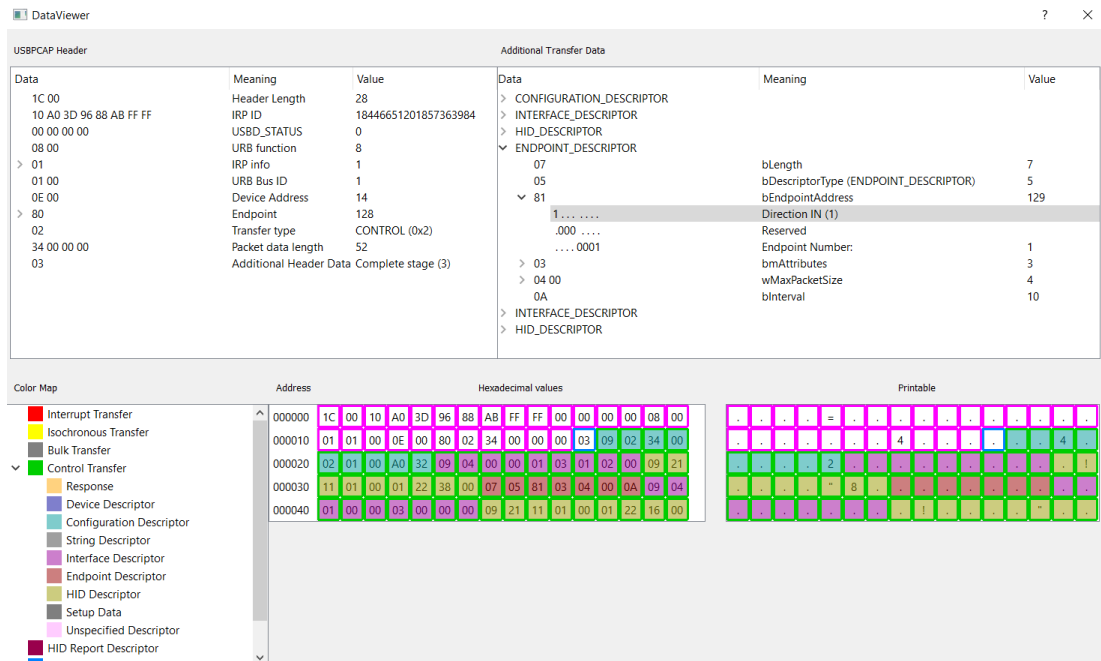 DataViewer ?
USBPCAP Header Additional Transfer Data
Data Meaning Value Data Meaning Value
1C 00 Header Length 28
10 A0 3D 96 88 AB FF FF IRP ID 18446651201857363984
00 00 00 00 USBD_STATUS 0
08 00 URB function 8
01 IRP info 1
01 00 URB Bus ID 1
0E 00 Device Address 14
80 Endpoint 128
02 Transfer type CONTROL (0x2)
34 00 00 00 Packet data length 52
03 Additional Header Data Complete stage (3)
CONFIGURATION_DESCRIPTOR
INTERFACE_DESCRIPTOR
HID_DESCRIPTOR
ENDPOINT_DESCRIPTOR
07 bLength 7
05 bDescriptorType (ENDPOINT_DESCRIPTOR) 5
81 bEndpointAddress 129
1... .... Direction IN (1)
.000 .... Reserved
....0001 Endpoint Number: 1
03 bmAttributes 3
04 00 wMaxPacketSize 4
0A bInterval 10
INTERFACE_DESCRIPTOR
HID_DESCRIPTOR
Color Map Address Hexadecimal values Printable
Interrupt Transfer
Isochronous Transfer
Bulk Transfer
Control Transfer
Response
Device Descriptor
Configuration Descriptor
String Descriptor
Interface Descriptor
Endpoint Descriptor
HID Descriptor
Setup Data
Unspecified Descriptor
HID Report Descriptor
000000 1C 00 10 A0 3D 96 88 AB FF FF 00 00 00 00 08 00 . . . . = . . . . . . . . . . .
000010 01 01 00 0E 00 80 02 34 00 00 00 03 09 02 34 00 . . . . . . . 4 . . . . . . 4 .
000020 02 01 00 A0 32 09 04 00 00 01 03 01 02 00 09 21 . . . . 2 . . . . . . . . . . !
000030 11 01 00 01 22 38 00 07 05 81 03 04 00 0A 09 04 . . . . " 8 . . . . . . . . . .
000040 01 00 00 03 00 00 00 09 21 11 01 00 01 22 16 00 . . . . . . . . ! . . . . " . .